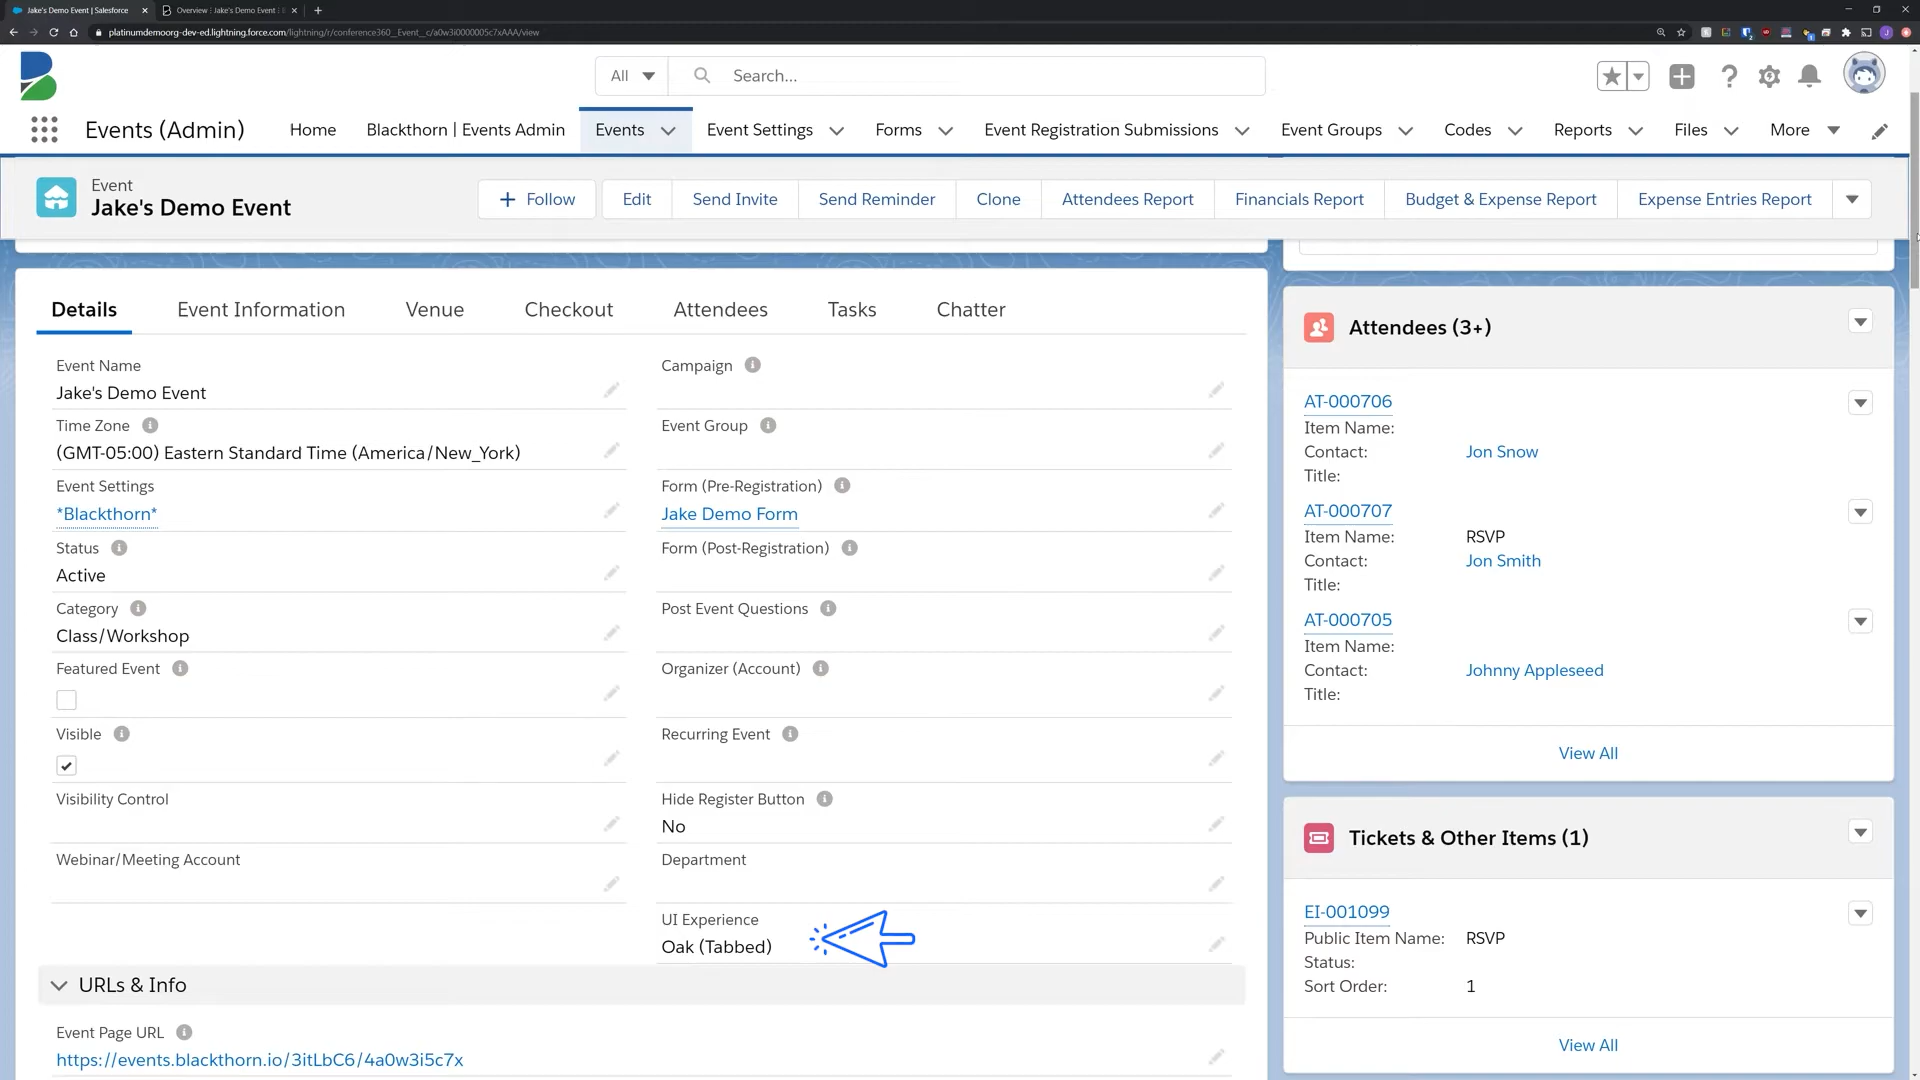 Jake's Demo Event | Salesforce
Overview : Jake's Demo Event :
platinumdemoorg-dev-ed.lightning.force.com/lightning/r/conference360__Event__c/a0w3i0000005c7xAAA/view
All
Search...
Events (Admin)
Home
Blackthorn | Events Admin
Events
Event Settings
Forms
Event Registration Submissions
Event Groups
Codes
Reports
Files
More
Event
Jake's Demo Event
+ Follow
Edit
Send Invite
Send Reminder
Clone
Attendees Report
Financials Report
Budget & Expense Report
Expense Entries Report
Details
Event Information
Venue
Checkout
Attendees
Tasks
Chatter
Event Name
Jake's Demo Event
Time Zone
(GMT-05:00) Eastern Standard Time (America/New_York)
Event Settings
*Blackthorn*
Status
Active
Category
Class/Workshop
Featured Event
Visible
Visibility Control
Webinar/Meeting Account
Campaign
Event Group
Form (Pre-Registration)
Jake Demo Form
Form (Post-Registration)
Post Event Questions
Organizer (Account)
Recurring Event
Hide Register Button
No
Department
UI Experience
Oak (Tabbed)
URLs & Info
Event Page URL
https://events.blackthorn.io/3itLbC6/4a0w3i5c7x
Attendees (3+)
AT-000706
Item Name:
Contact: Jon Snow
Title:
AT-000707
Item Name: RSVP
Contact: Jon Smith
Title:
AT-000705
Item Name:
Contact: Johnny Appleseed
Title:
View All
Tickets & Other Items (1)
EI-001099
Public Item Name: RSVP
Status:
Sort Order: 1
View All